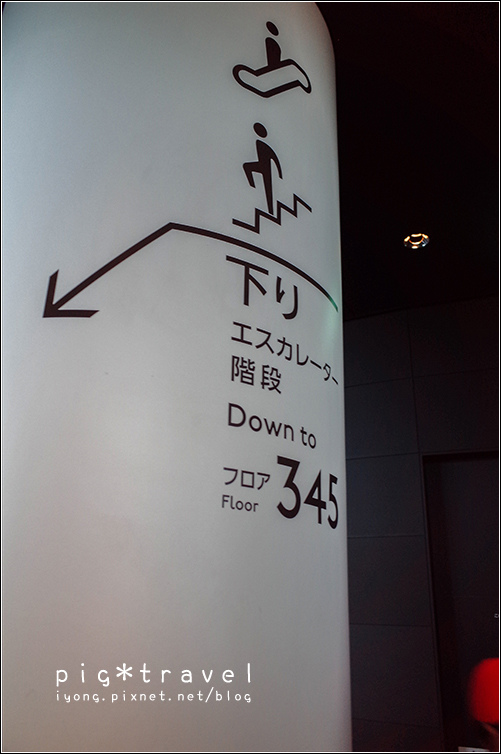 下り
エスカレーター
階段
Down to
フロア 345
Floor
pig*travel
iyong.pixnet.net/blog